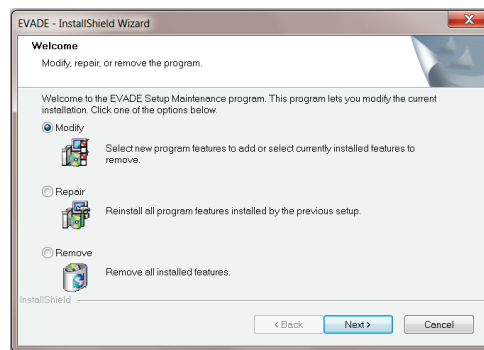 EVADE - InstallShield Wizard
Welcome
Modify, repair, or remove the program.
Welcome to the EVADE Setup Maintenance program. This program lets you modify the current
installation. Click one of the options below.
Modify
Select new program features to add or select currently installed features to
remove.
Repair
Reinstall all program features installed by the previous setup.
Remove
Remove all installed features.
InstallShield
< Back Next > Cancel